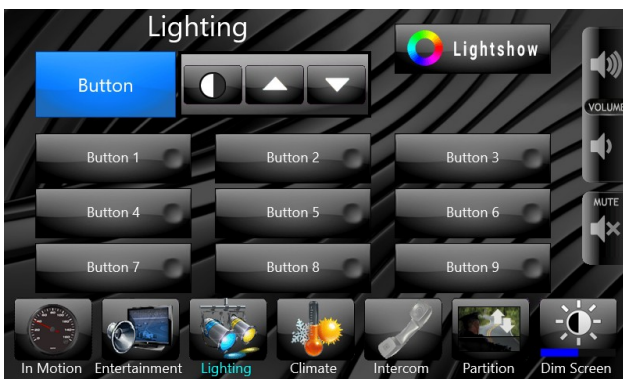 Lighting
Lightshow
Button
VOLUME
Button 1
Button 2
Button 3
Button 4
Button 5
Button 6
MUTE
Button 7
Button 8
Button 9
In Motion
Entertainment
Lighting
Climate
Intercom
Partition
Dim Screen